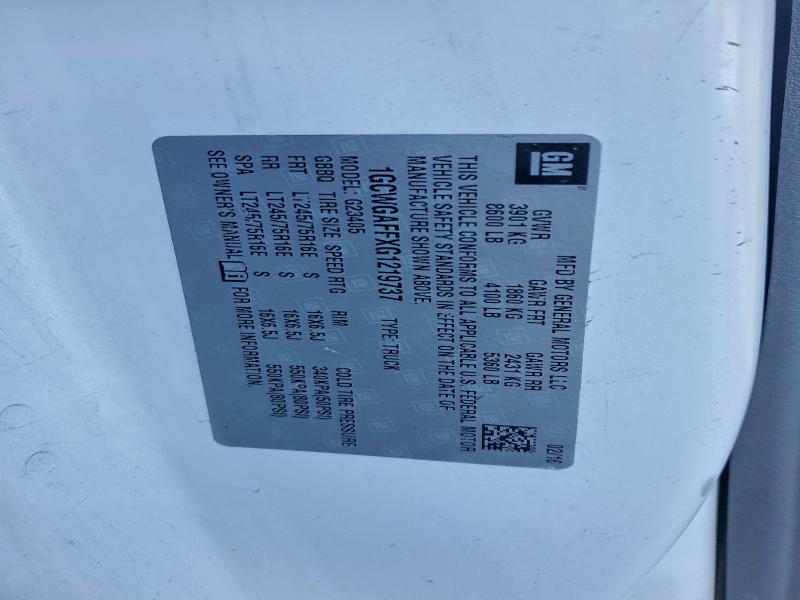 GM
MFD BY GENERAL MOTORS LLC 02/16
GVWR GAWR FRT GAWR RR
3901 KG 1860 KG 2431 KG
8600 LB 4100 LB 5360 LB
THIS VEHICLE CONFORMS TO ALL APPLICABLE U.S. FEDERAL MOTOR
VEHICLE SAFETY STANDARDS IN EFFECT ON THE DATE OF
MANUFACTURE SHOWN ABOVE.
1GCWGAFFXG1219737 TYPE: TRUCK
MODEL: G23405 COLD TIRE PRESSURE
GBBQ TIRE SIZE SPEED RTG RIM
FRT LT245/75R16E S 16X6.5J 340KPA(50PSI)
RR LT245/75R16E S 16X6.5J 550KPA(80PSI)
SPA LT245/75R16E S 16X6.5J 550KPA(80PSI)
SEE OWNER'S MANUAL FOR MORE INFORMATION.